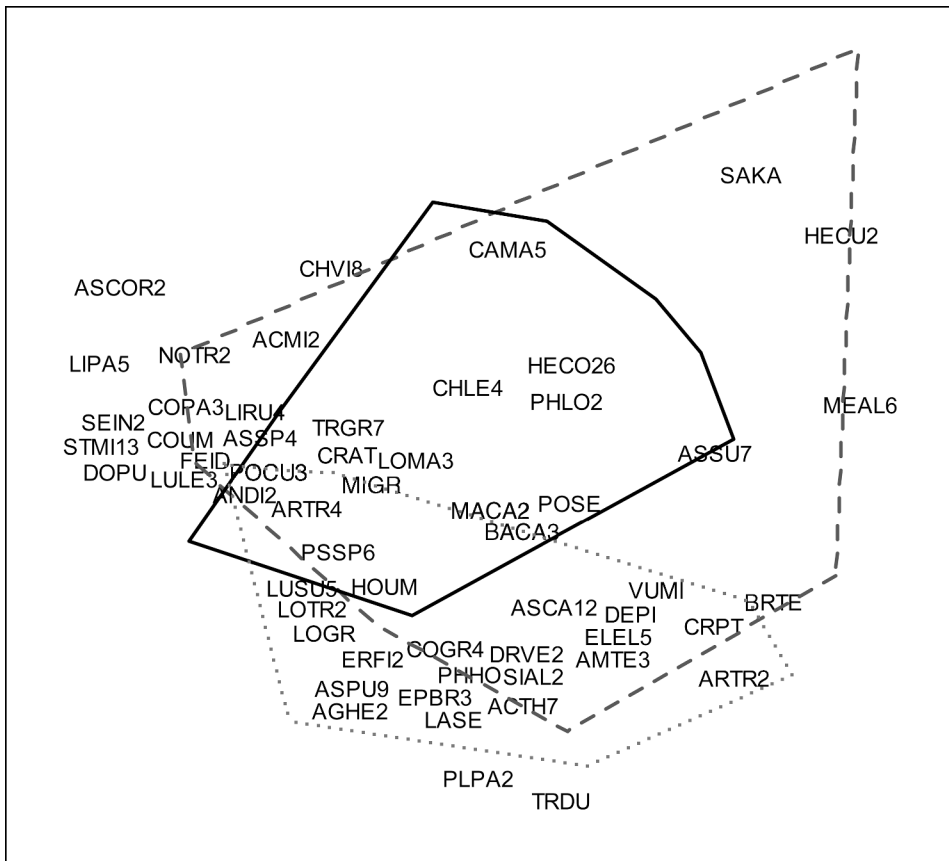 SAKA
HECU2
CAMA5
CHVI8
ASCOR2
ACMI2
NOTR2
LIPA5
HECO26
CHLE4
PHLO2
MEAL6
COPA3
LIRU4
SEIN2
TRGR7
STMI13
COUM
ASSP4
ASSU7
CRAT
LOMA3
FEID
DOPU
LULE3
POCU3
MIGR
ANDI2
ARTR4
MACA2
POSE
BACA3
PSSP6
LUSU5
HOUM
VUMI
BRTE
LOTR2
ASCA12
DEPI
CRPT
LOGR
ELEL5
COGR4
DRVE2
AMTE3
ERFI2
PHHO
SIAL2
ARTR2
ASPU9
EPBR3
ACTH7
AGHE2
LASE
PLPA2
TRDU